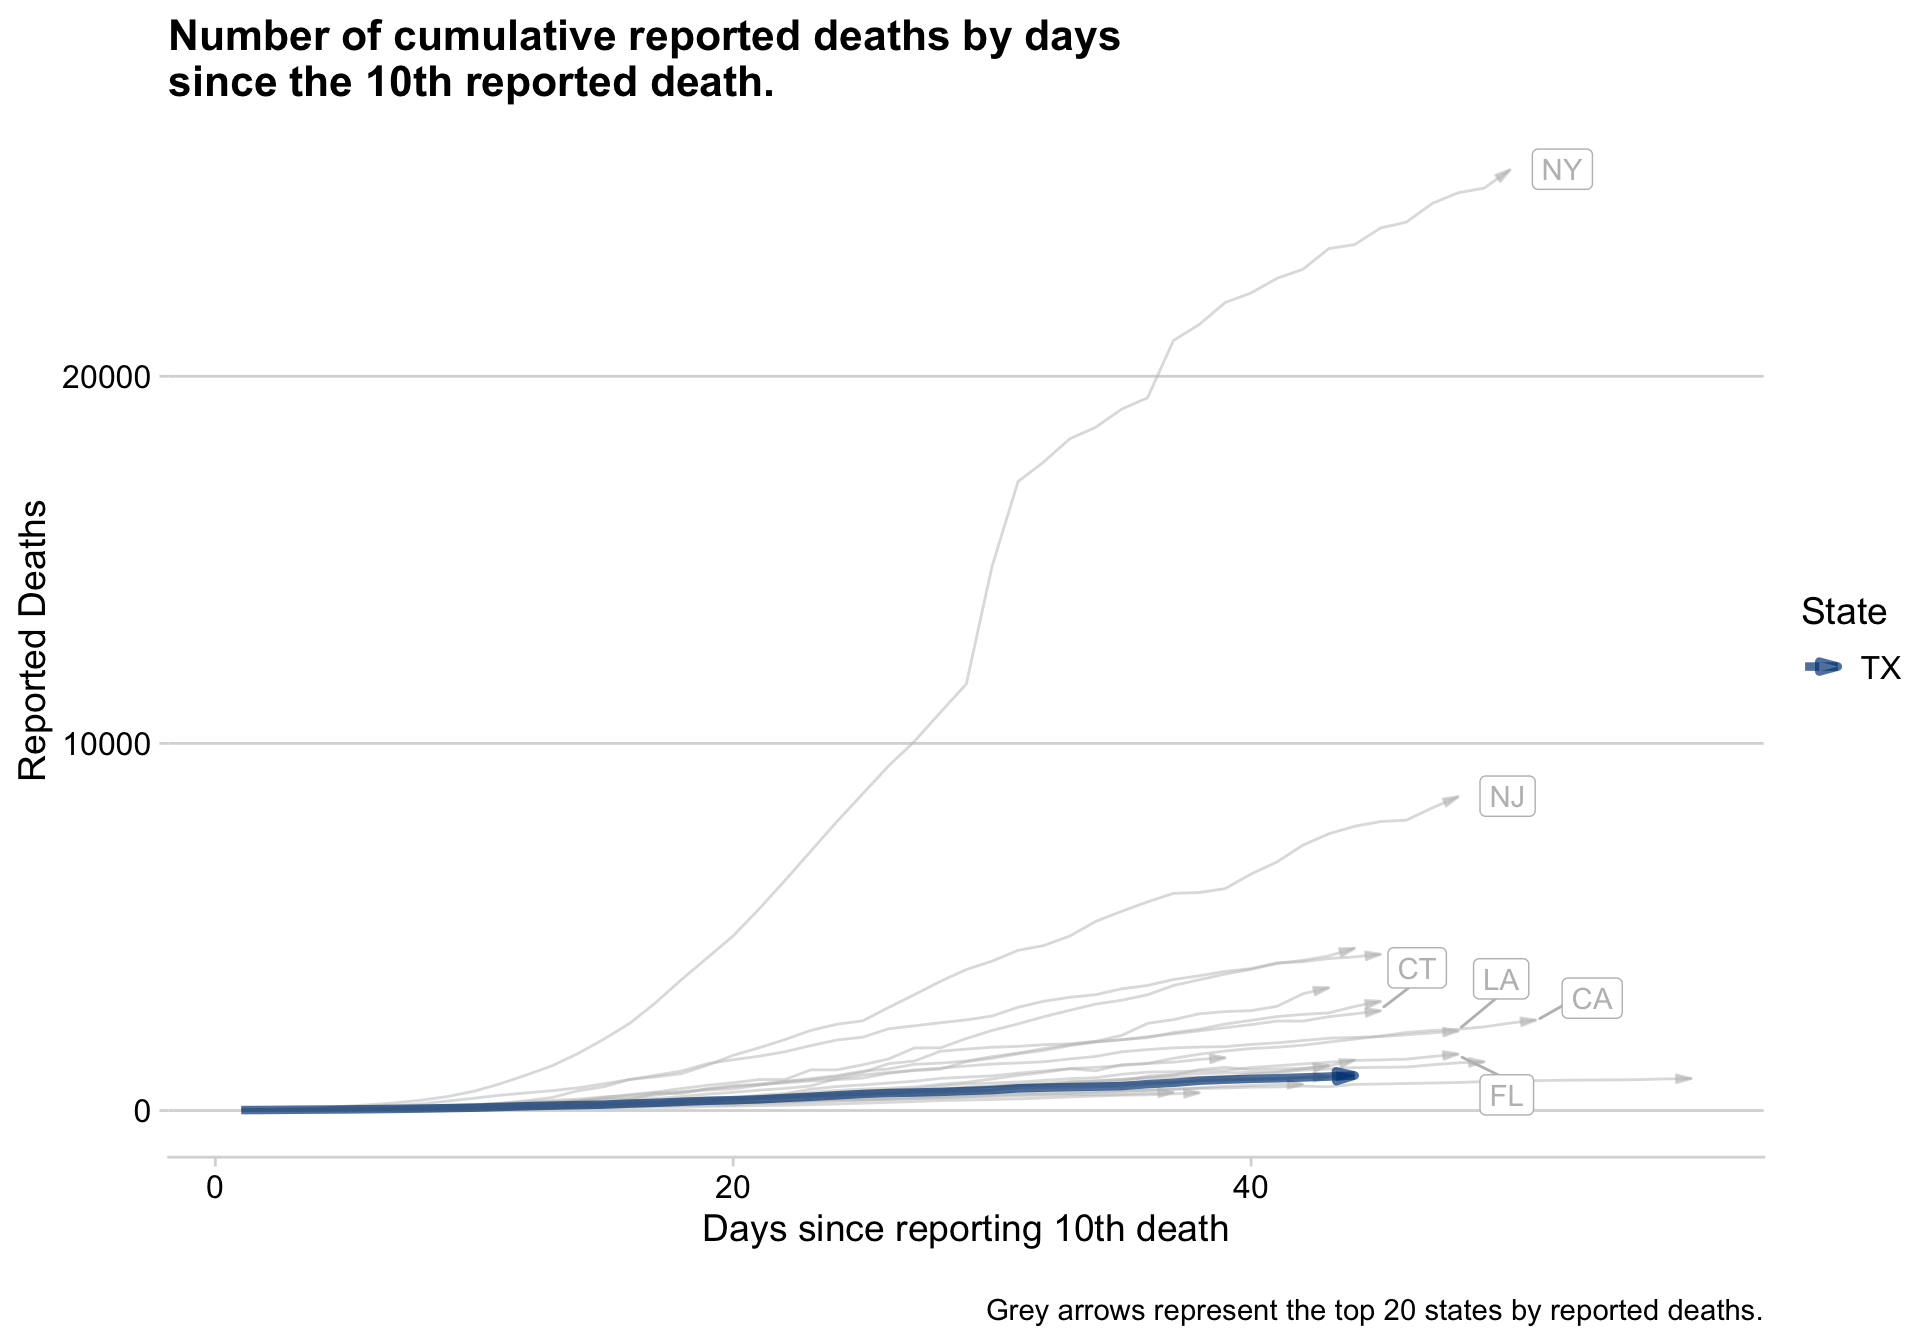 Number of cumulative reported deaths by days
since the 10th reported death.
NY
20000
Reported Deaths
10000
0
NJ
CT
LA
CA
FL
State
TX
0
20
40
Days since reporting 10th death
Grey arrows represent the top 20 states by reported deaths.